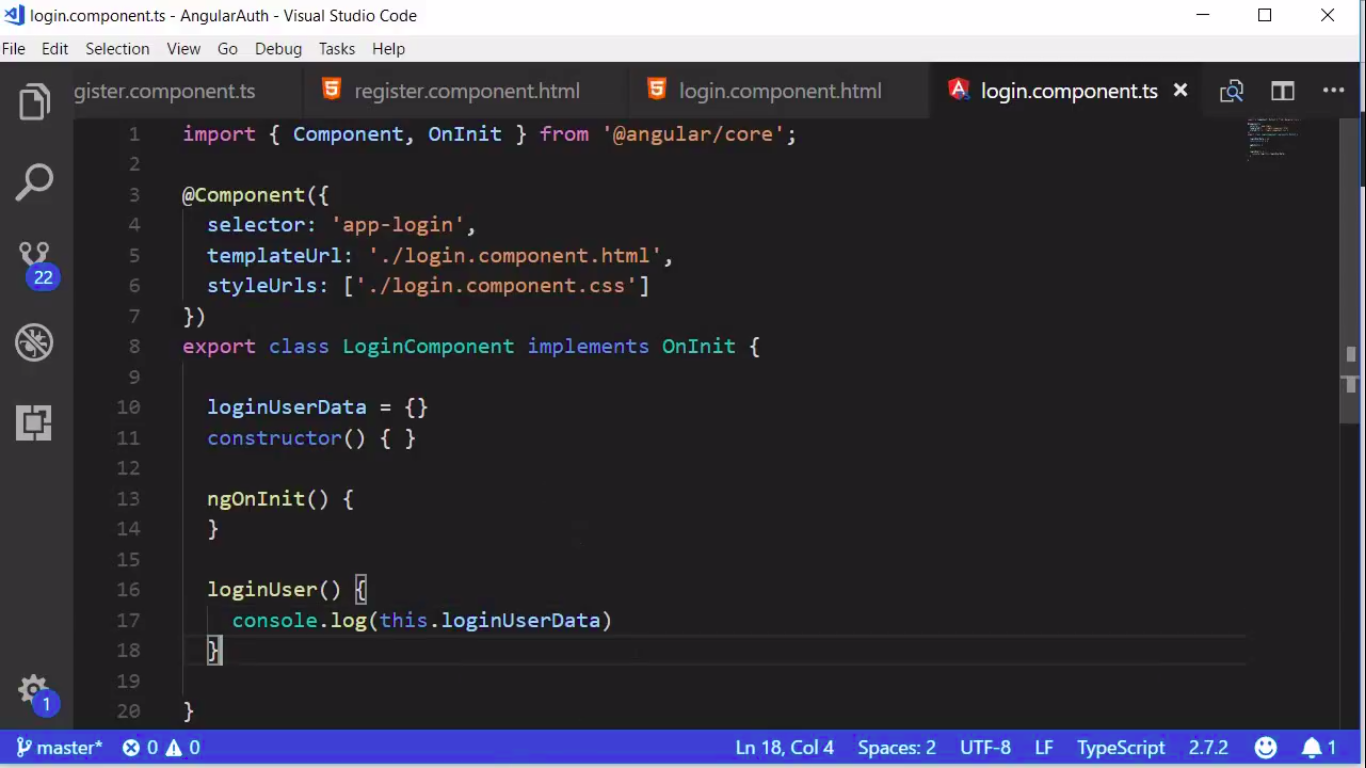 login.component.ts - AngularAuth - Visual Studio Code
File Edit Selection View Go Debug Tasks Help
gister.component.ts register.component.html login.component.html login.component.ts
1 import { Component, OnInit } from '@angular/core';
2
3 @Component({
4 selector: 'app-login',
5 templateUrl: './login.component.html',
6 styleUrls: ['./login.component.css']
7 })
8 export class LoginComponent implements OnInit {
9
10 loginUserData = {}
11 constructor() { }
12
13 ngOnInit() {
14 }
15
16 loginUser() {
17 console.log(this.loginUserData)
18 }
19
20 }
22
1
master* 0 0 Ln 18, Col 4 Spaces: 2 UTF-8 LF TypeScript 2.7.2 1